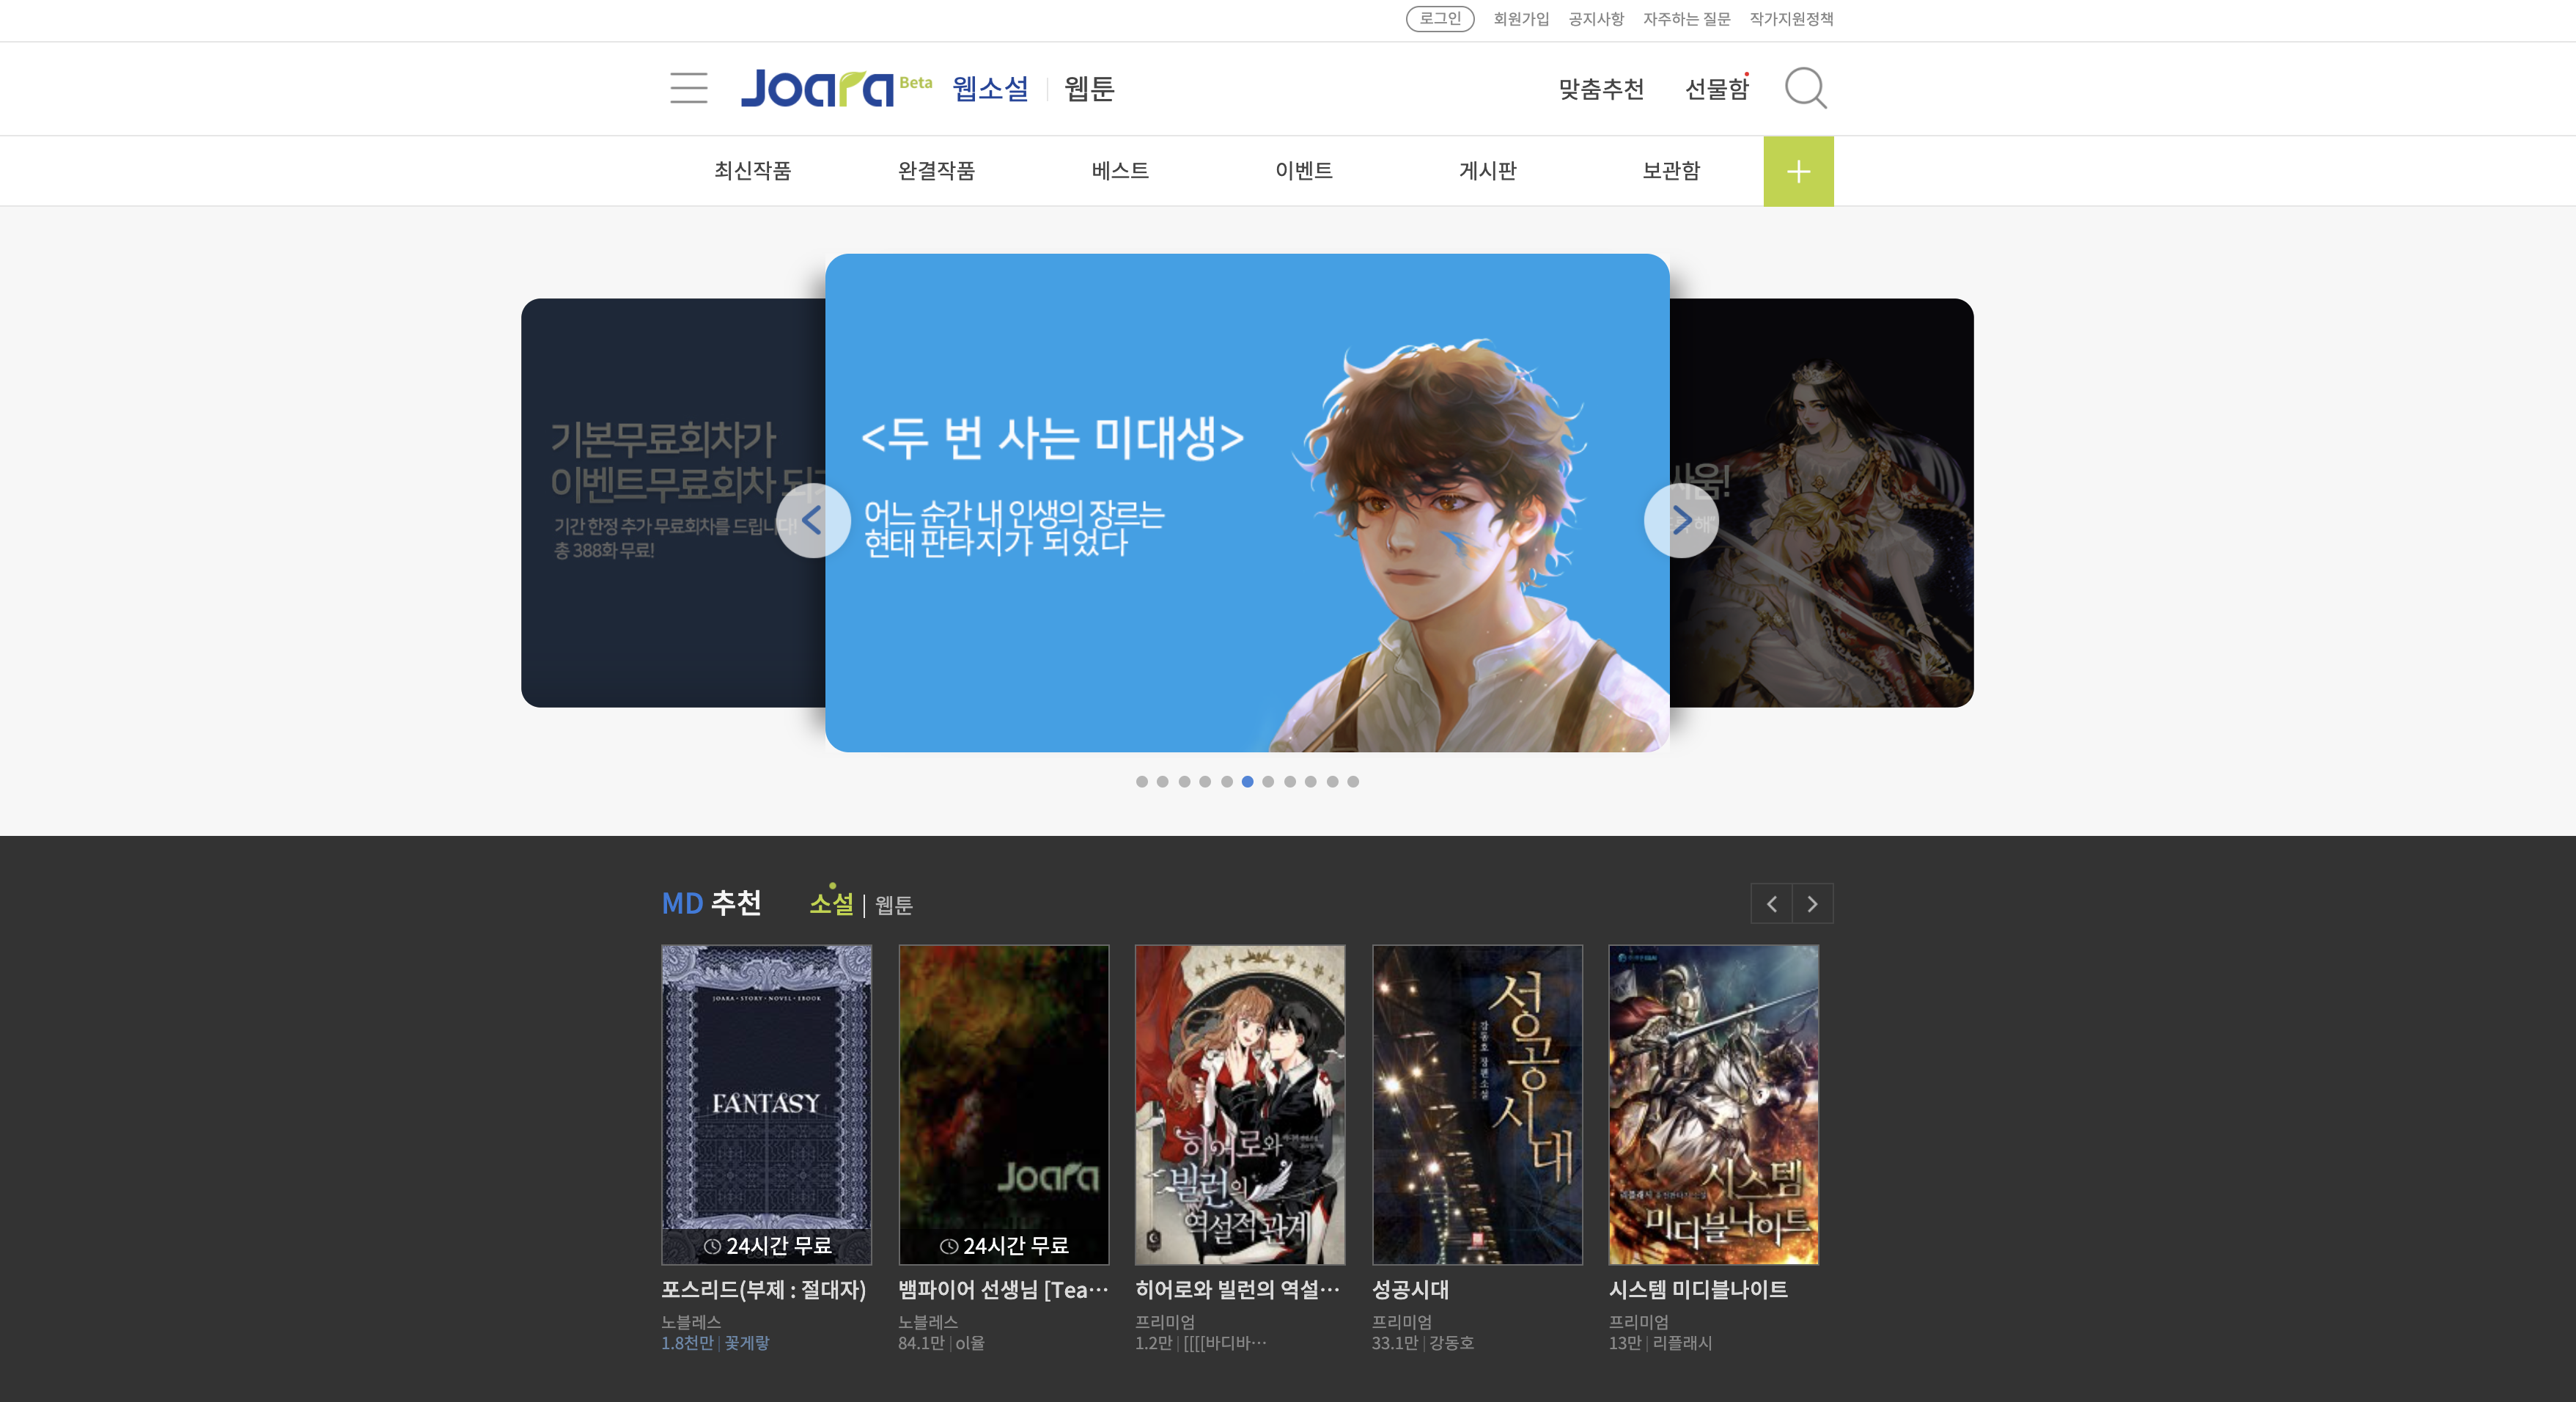 로그인 회원가입 공지사항 자주하는 질문 작가지원정책
Joara Beta 웹소설 웹툰 맞춤추천 선물함
최신작품 완결작품 베스트 이벤트 게시판 보관함
기본무료회차가
이벤트무료회차
기간 한정 추가 무료회차를 드립니다!
총 388화 무료!
<두 번 사는 미대생>
어느 순간 내 인생의 장르는
현태 판타지가 되었다
싸움!
해"
MD 추천 소설 | 웹툰
JOARA · STORY · NOVEL · EBOOK
FANTASY
24시간 무료
Joara
24시간 무료
히어로와
빌런의
역설적 관계
성공시대
강동호 장편소설
시스템
미디블나이트
포스리드(부제 : 절대자)
노블레스
1.8천만 | 꽃게랗
뱀파이어 선생님 [Tea…
노블레스
84.1만 | o|율
히어로와 빌런의 역설…
프리미엄
1.2만 | [[[[바디바…
성공시대
프리미엄
33.1만 | 강동호
시스템 미디블나이트
프리미엄
13만 | 리플래시